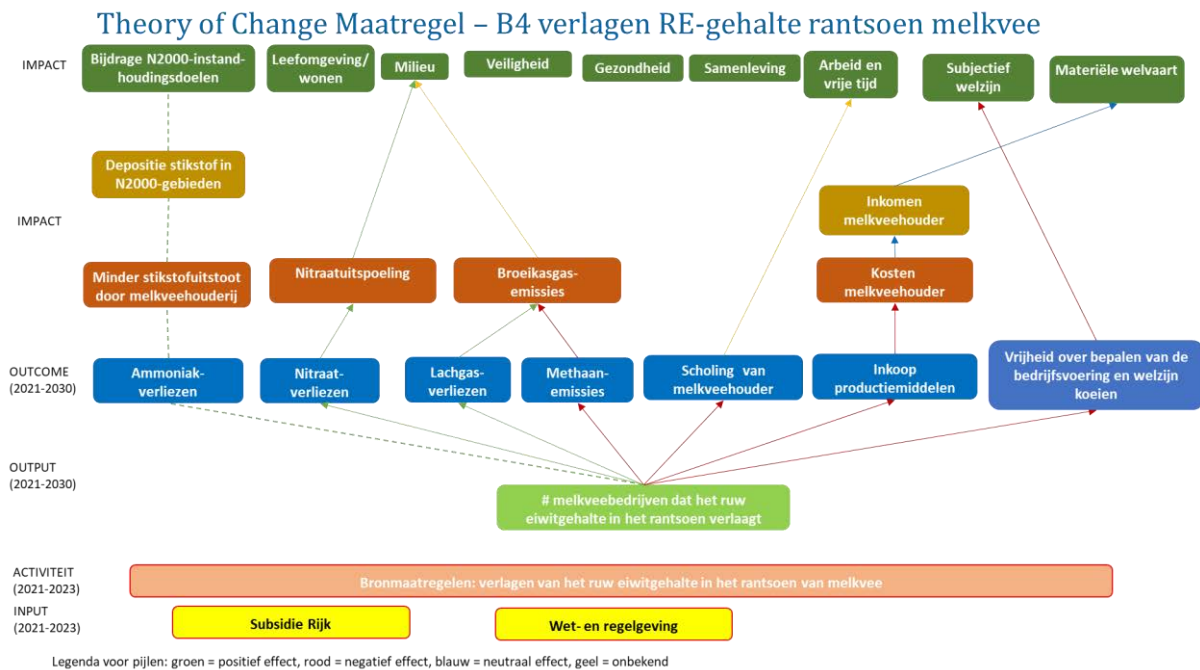 Theory of Change Maatregel – B4 verlagen RE-gehalte rantsoen melkvee
IMPACT
Bijdrage N2000-instand-
houdingsdoelen
Leefomgeving/
wonen
Milieu
Veiligheid
Gezondheid
Samenleving
Arbeid en
vrije tijd
Subjectief
welzijn
Materiële welvaart
Depositie stikstof in
N2000-gebieden
IMPACT
Inkomen
melkveehouder
Minder stikstofuitstoot
door melkveehouderij
Nitraatuitspoeling
Broeikasgas-
emissies
Kosten
melkveehouder
OUTCOME
(2021-2030)
Ammoniak-
verliezen
Nitraat-
verliezen
Lachgas-
verliezen
Methaan-
emissies
Scholing van
melkveehouder
Inkoop
productiemiddelen
Vrijheid over bepalen van de
bedrijfsvoering en welzijn
koeien
OUTPUT
(2021-2030)
# melkveebedrijven dat het ruw
eiwitgehalte in het rantsoen verlaagt
ACTIVITEIT
(2021-2023)
Bronmaatregelen: verlagen van het ruw eiwitgehalte in het rantsoen van melkvee
INPUT
(2021-2023)
Subsidie Rijk
Wet- en regelgeving
Legenda voor pijlen: groen = positief effect, rood = negatief effect, blauw = neutraal effect, geel = onbekend